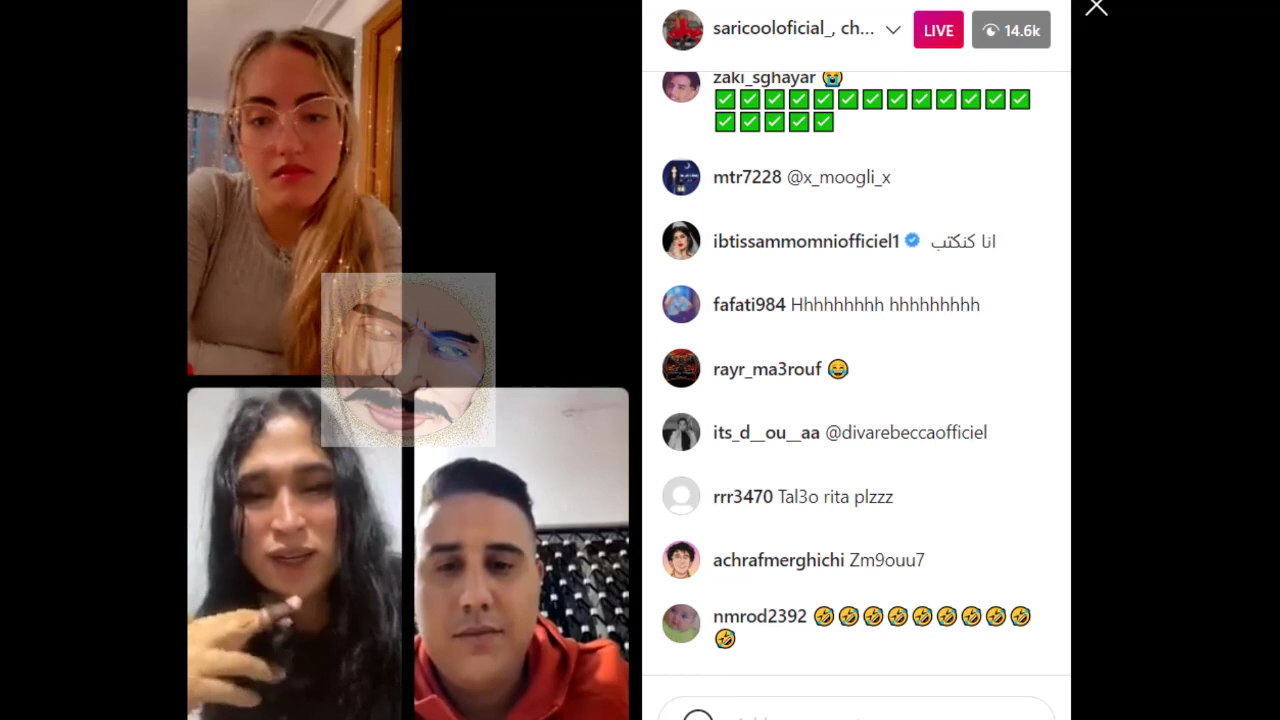 saricooloficial_, ch...
LIVE
14.6k
zaki_sghayar 😭
✅✅✅✅✅✅✅✅✅✅✅✅✅
✅✅✅✅✅
mtr7228 @x_moogli_x
ibtissammomniofficiel1 انا كنكتب
fafati984 Hhhhhhhhh hhhhhhhhh
rayr_ma3rouf 😂
its_d__ou__aa @divarebeccaofficiel
rrr3470 Tal3o rita plzzz
achrafmerghichi Zm9ouu7
nmrod2392 🤣🤣🤣🤣🤣🤣🤣🤣🤣
🤣